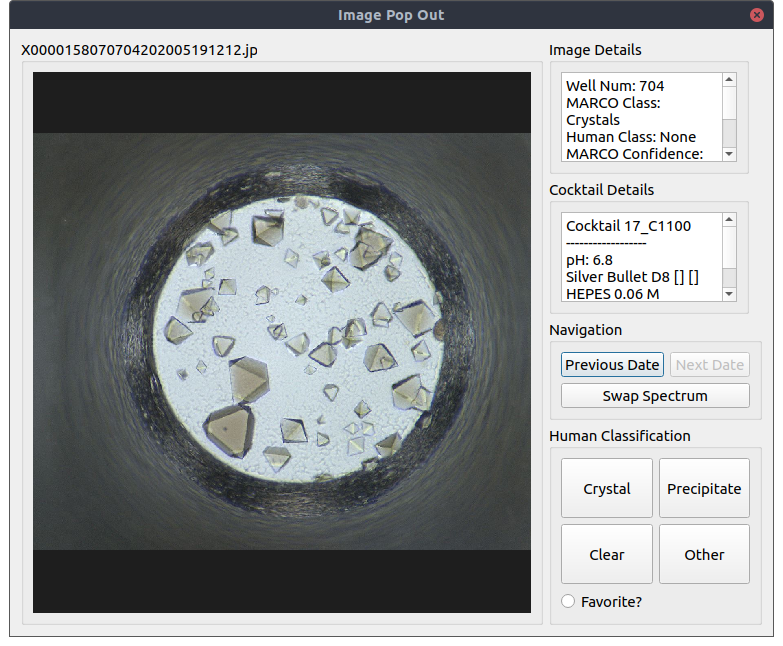 Image Pop Out
X0000158070704202005191212.jp
Image Details
Well Num: 704
MARCO Class:
Crystals
Human Class: None
MARCO Confidence:
Cocktail Details
Cocktail 17_C1100
------------------
pH: 6.8
Silver Bullet D8 [] []
HEPES 0.06 M
Navigation
Previous Date
Next Date
Swap Spectrum
Human Classification
Crystal
Precipitate
Clear
Other
Favorite?